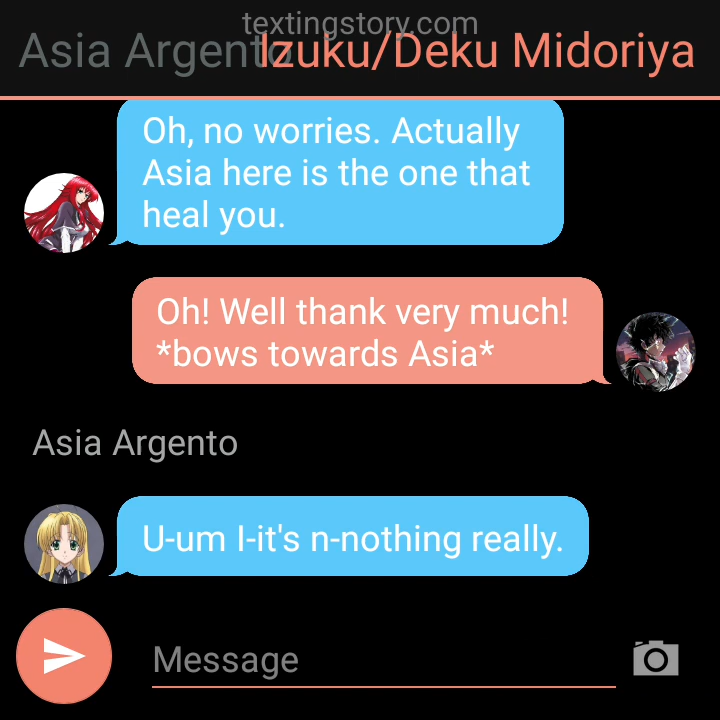 textingstory.com
Asia Argento
Izuku/Deku Midoriya
Oh, no worries. Actually
Asia here is the one that
heal you.
Oh! Well thank very much!
*bows towards Asia*
Asia Argento
U-um I-it's n-nothing really.
Message